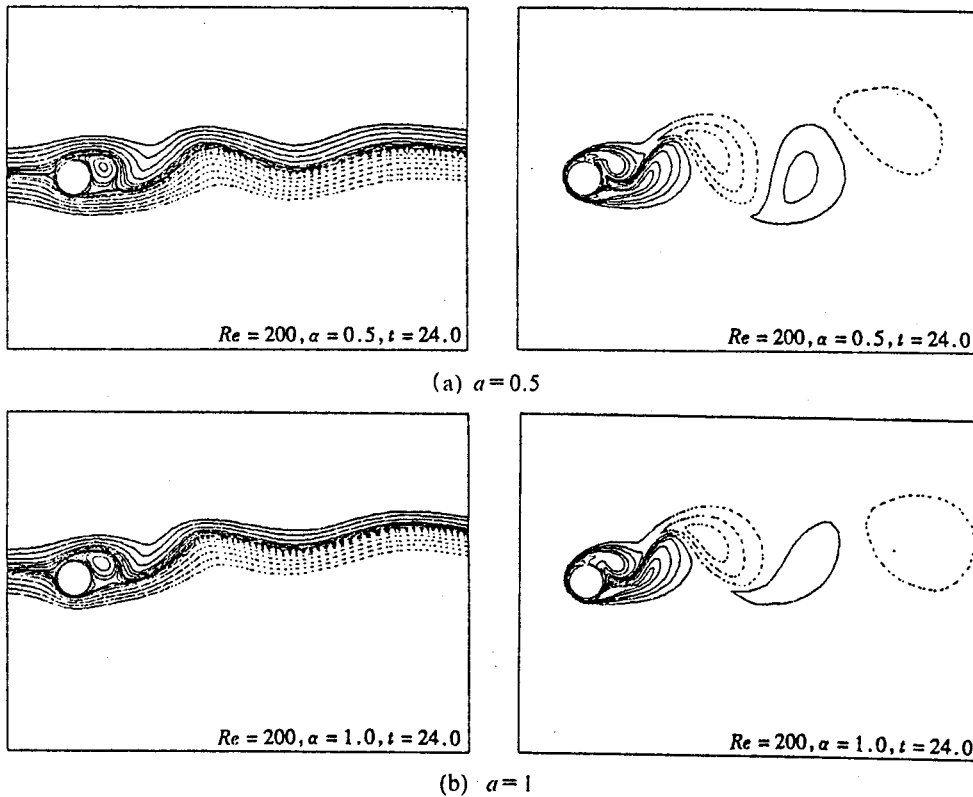 Re = 200, α = 0.5, t = 24.0
Re = 200, α = 0.5, t = 24.0
(a) a = 0.5
Re = 200, α = 1.0, t = 24.0
Re = 200, α = 1.0, t = 24.0
(b) a = 1